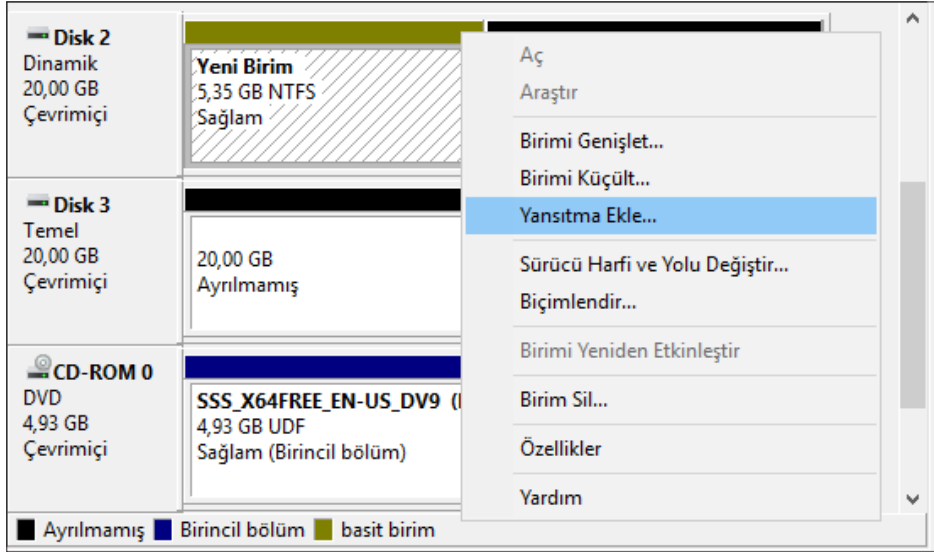 Disk 2
Dinamik
20,00 GB
Çevrimiçi
Yeni Birim
5,35 GB NTFS
Sağlam
Disk 3
Temel
20,00 GB
Çevrimiçi
20,00 GB
Ayrılmamış
CD-ROM 0
DVD
4,93 GB
Çevrimiçi
SSS_X64FREE_EN-US_DV9 (
4,93 GB UDF
Sağlam (Birincil bölüm)
Aç
Araştır
Birimi Genişlet...
Birimi Küçült...
Yansıtma Ekle...
Sürücü Harfi ve Yolu Değiştir...
Biçimlendir...
Birimi Yeniden Etkinleştir
Birim Sil...
Özellikler
Yardım
Ayrılmamış Birincil bölüm basit birim